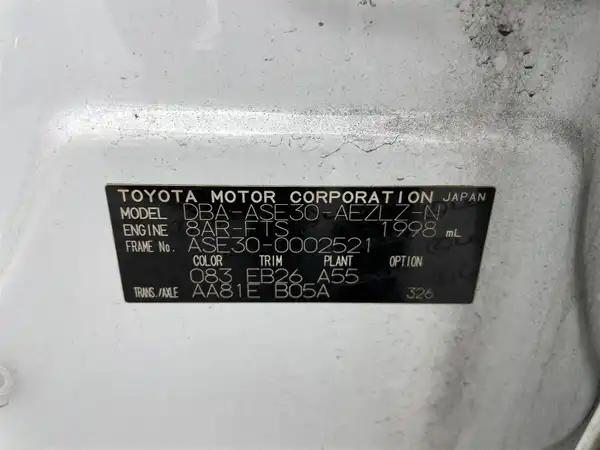 TOYOTA MOTOR CORPORATION JAPAN
MODEL DBA-ASE30-AEZLZ-N
ENGINE 8AR-FTS 1998 mL
FRAME No. ASE30-0002521
COLOR TRIM PLANT OPTION
083 EB26 A55
TRANS./AXLE AA81E B05A 326